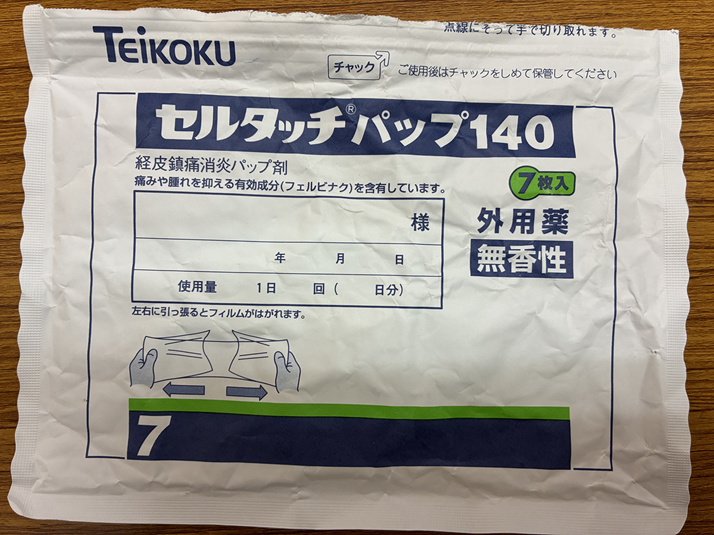 点線にそって手で切り取れます。
TEIKOKU
チャック
ご使用後はチャックをしめて保管してください
セルタッチ®パップ140
経皮鎮痛消炎パップ剤
痛みや腫れを抑える有効成分(フェルビナク)を含有しています。
7枚入
様
外用薬
年 月 日
無香性
使用量 1日 回( 日分)
左右に引っ張るとフィルムがはがれます。
7